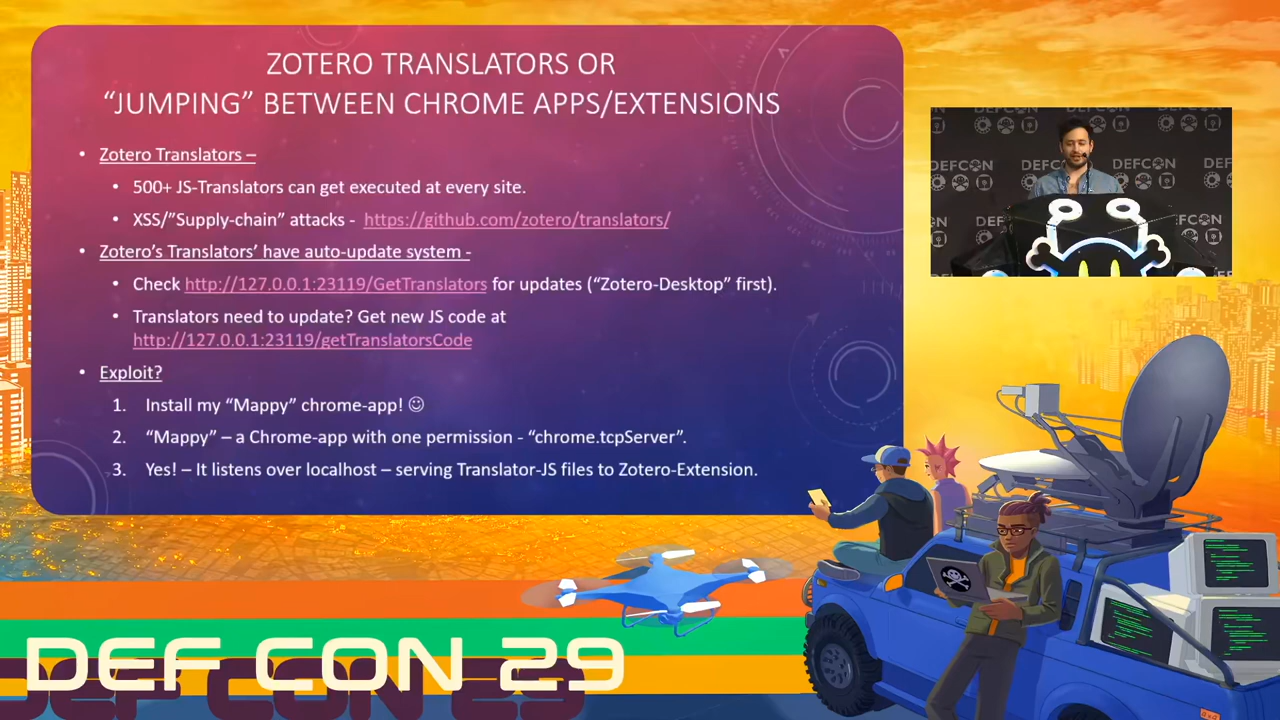 ZOTERO TRANSLATORS OR
“JUMPING” BETWEEN CHROME APPS/EXTENSIONS
• Zotero Translators –
• 500+ JS-Translators can get executed at every site.
• XSS/”Supply-chain” attacks - https://github.com/zotero/translators/
• Zotero’s Translators’ have auto-update system -
• Check http://127.0.0.1:23119/GetTranslators for updates (“Zotero-Desktop” first).
• Translators need to update? Get new JS code at
http://127.0.0.1:23119/getTranslatorsCode
• Exploit?
1. Install my “Mappy” chrome-app! ☺
2. “Mappy” – a Chrome-app with one permission - “chrome.tcpServer”.
3. Yes! – It listens over localhost – serving Translator-JS files to Zotero-Extension.
DEFCON
DEFCON
DEFCON
DEFCON
DEFCON
DEF CON 29